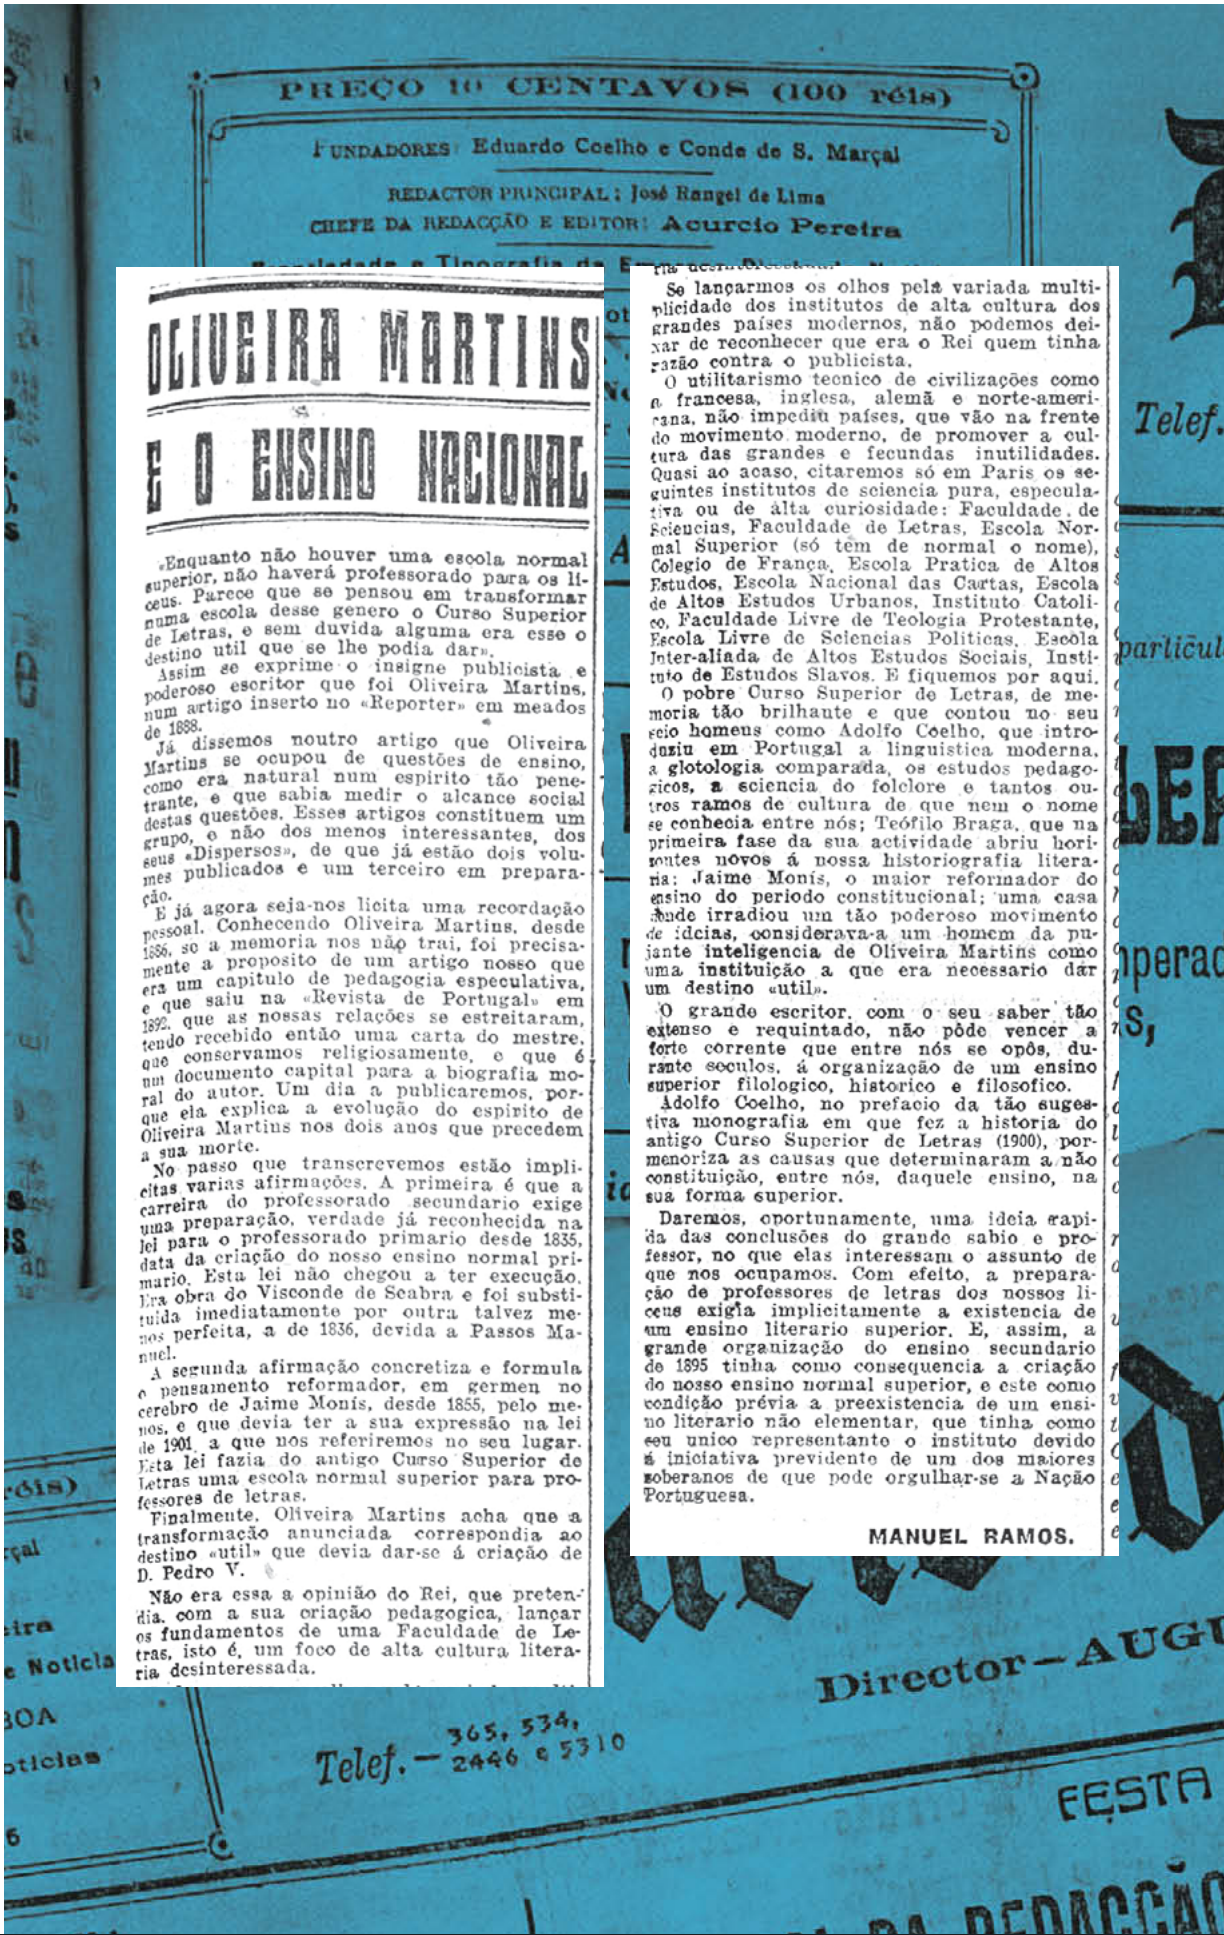 PREÇO 10 CENTAVOS (100 réis)
FUNDADORES: Eduardo Coelho e Conde de S. Marçal
REDACTOR PRINCIPAL: José Rangel de Lima
CHEFE DA REDACÇÃO E EDITOR: Acurcio Pereira
OLIVEIRA MARTINS
E O ENSINO NACIONAL
«Enquanto não houver uma escola normal
superior, não haverá professorado para os li-
ceus. Parece que se pensou em transformar
numa escola desse genero o Curso Superior
de Letras, e sem duvida alguma era esse o
destino util que se lhe podia dar».
Assim se exprime o insigne publicista e
poderoso escritor que foi Oliveira Martins,
num artigo inserto no «Reporter» em meados
de 1888.
Já dissemos noutro artigo que Oliveira
Martins se ocupou de questões de ensino,
como era natural num espirito tão pene-
trante, e que sabia medir o alcance social
destas questões. Esses artigos constituem um
grupo, e não dos menos interessantes, dos
seus «Dispersos», de que já estão dois volu-
mes publicados e um terceiro em prepara-
ção.
E já agora seja-nos licita uma recordação
pessoal. Conhecendo Oliveira Martins, desde
1886, se a memoria nos não trai, foi precisa-
mente a proposito de um artigo nosso que
era um capitulo de pedagogia especulativa,
e que saiu na «Revista de Portugal» em
1892, que as nossas relações se estreitaram,
tendo recebido então uma carta do mestre,
que conservamos religiosamente, e que é
um documento capital para a biografia mo-
ral do autor. Um dia a publicaremos, por-
que ela explica a evolução do espirito de
Oliveira Martins nos dois anos que precedem
a sua morte.
No passo que transcrevemos estão impli-
citas varias afirmações. A primeira é que a
carreira do professorado secundario exige
uma preparação, verdade já reconhecida na
lei para o professorado primario desde 1835,
data da criação do nosso ensino normal pri-
mario. Esta lei não chegou a ter execução.
Era obra do Visconde de Seabra e foi substi-
tuida imediatamente por outra talvez me-
nos perfeita, a de 1836, devida a Passos Ma-
nuel.
A segunda afirmação concretiza e formula
o pensamento reformador, em germen no
cerebro de Jaime Monís, desde 1855, pelo me-
nos, e que devia ter a sua expressão na lei
de 1901, a que nos referiremos no seu lugar.
Esta lei fazia do antigo Curso Superior de
Letras uma escola normal superior para pro-
fessores de letras.
Finalmente, Oliveira Martins acha que a
transformação anunciada correspondia ao
destino «util» que devia dar-se á criação de
D. Pedro V.
Não era essa a opinião do Rei, que preten-
dia, com a sua criação pedagogica, lançar
os fundamentos de uma Faculdade de Le-
tras, isto é, um foco de alta cultura litera-
ria desinteressada.
Se lançarmos os olhos pela variada multi-
plicidade dos institutos de alta cultura dos
grandes países modernos, não podemos dei-
xar de reconhecer que era o Rei quem tinha
razão contra o publicista.
O utilitarismo tecnico de civilizações como
a francesa, inglesa, alemã e norte-ameri-
cana, não impediu países, que vão na frente
do movimento moderno, de promover a cul-
tura das grandes e fecundas inutilidades.
Quasi ao acaso, citaremos só em Paris os se-
guintes institutos de sciencia pura, especula-
tiva ou de alta curiosidade: Faculdade de
Sciencias, Faculdade de Letras, Escola Nor-
mal Superior (só tem de normal o nome),
Colegio de França, Escola Pratica de Altos
Estudos, Escola Nacional das Cartas, Escola
de Altos Estudos Urbanos, Instituto Catoli-
co, Faculdade Livre de Teologia Protestante,
Escola Livre de Sciencias Politicas, Escola
Inter-aliada de Altos Estudos Sociais, Insti-
tuto de Estudos Slavos. E fiquemos por aqui.
O pobre Curso Superior de Letras, de me-
moria tão brilhante e que contou no seu
seio homens como Adolfo Coelho, que intro-
duziu em Portugal a linguistica moderna,
a glotologia comparada, os estudos pedago-
gicos, a sciencia do folclore e tantos ou-
tros ramos de cultura de que nem o nome
se conhecia entre nós; Teófilo Braga, que na
primeira fase da sua actividade abriu hori-
zontes novos á nossa historiografia litera-
ria; Jaime Monís, o maior reformador do
ensino do periodo constitucional; uma casa
donde irradiou um tão poderoso movimento
de ideias, considerava-a um homem da pu-
jante inteligencia de Oliveira Martins como
uma instituição a que era necessario dar
um destino «util».
O grande escritor, com o seu saber tão
extenso e requintado, não pôde vencer a
forte corrente que entre nós se opôs, du-
rante seculos, á organização de um ensino
superior filologico, historico e filosofico.
Adolfo Coelho, no prefacio da tão suges-
tiva monografia em que fez a historia do
antigo Curso Superior de Letras (1900), por-
menoriza as causas que determinaram a não
constituição, entre nós, daquele ensino, na
sua forma superior.
Daremos, oportunamente, uma ideia rapi-
da das conclusões do grande sabio e pro-
fessor, no que elas interessam o assunto de
que nos ocupamos. Com efeito, a prepara-
ção de professores de letras dos nossos li-
ceus exigia implicitamente a existencia de
um ensino literario superior. E, assim, a
grande organização do ensino secundario
de 1895 tinha como consequencia a criação
do nosso ensino normal superior, e este como
condição prévia a preexistencia de um ensi-
no literario não elementar, que tinha como
seu unico representante o instituto devido
á iniciativa previdente de um dos maiores
soberanos de que pode orgulhar-se a Nação
Portuguesa.
MANUEL RAMOS.
Telef.
particul
mperad
Director—AUGU
Telef.— 365, 534,
2446 e 5310
FESTA
DA REDACÇÃO
réis)
rçal
eira
e Noticia
BOA
oticias
6